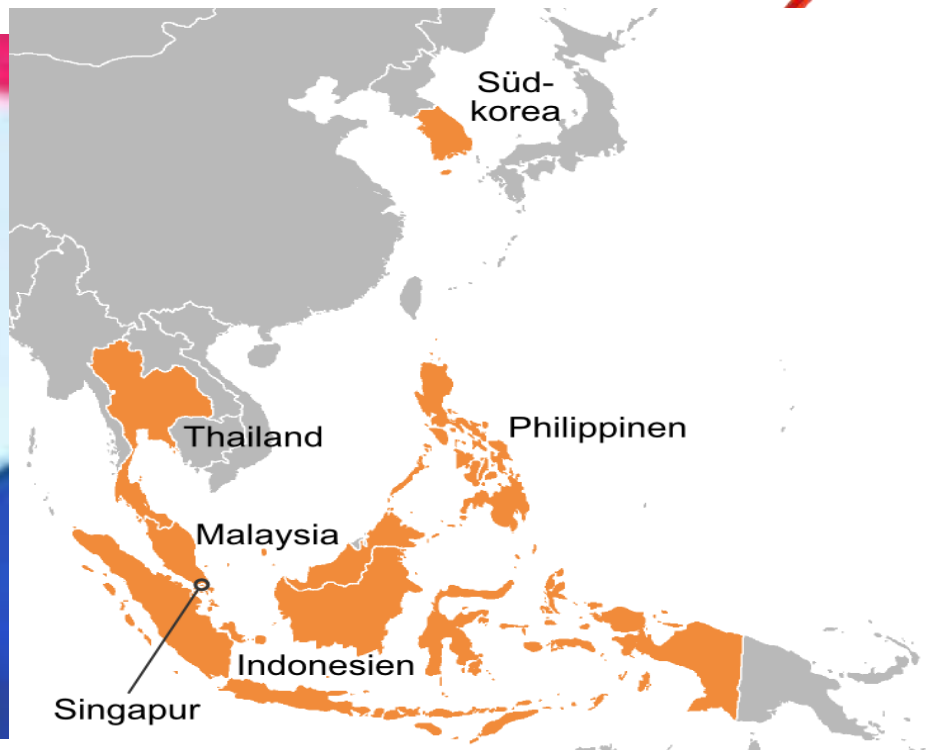 Süd-
korea
Philippinen
Thailand
Malaysia
Indonesien
Singapur